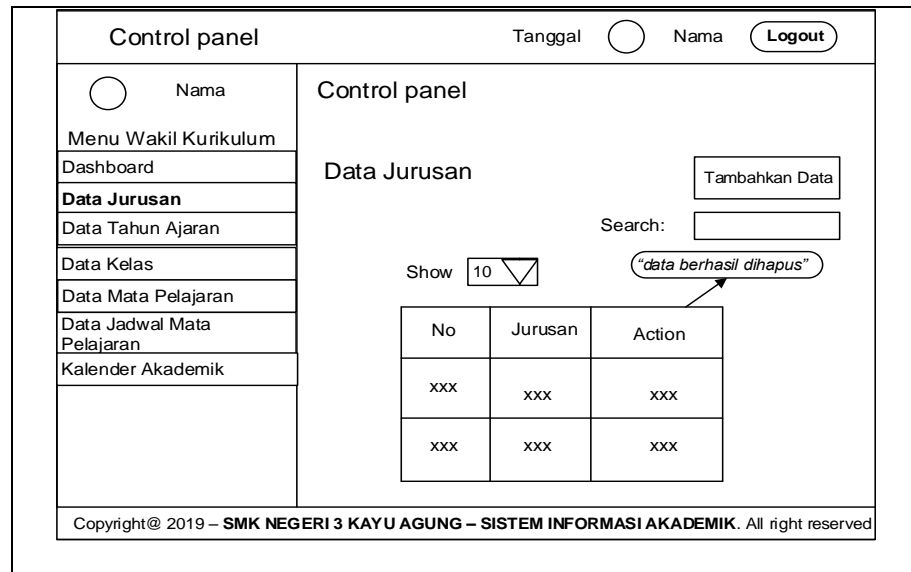 Control panel
Tanggal
Nama
Logout
Nama
Menu Wakil Kurikulum
Dashboard
Data Jurusan
Data Tahun Ajaran
Data Kelas
Data Mata Pelajaran
Data Jadwal Mata
Pelajaran
Kalender Akademik
Control panel
Data Jurusan
Tambahkan Data
Search:
Show 10
"data berhasil dihapus"
No Jurusan Action
xxx xxx xxx
xxx xxx xxx
Copyright@ 2019 – SMK NEGERI 3 KAYU AGUNG – SISTEM INFORMASI AKADEMIK. All right reserved